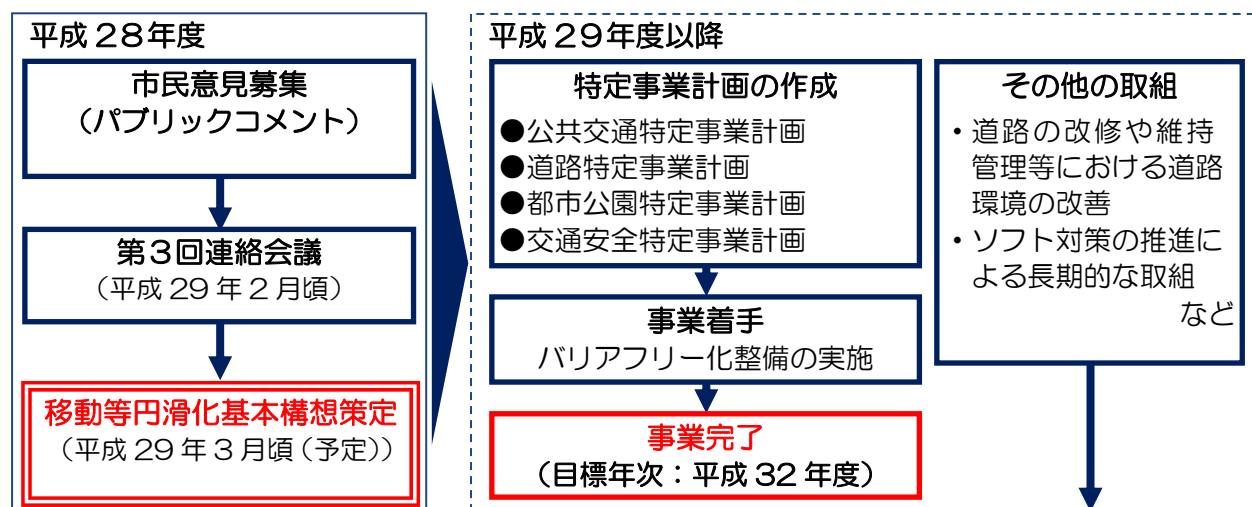 平成28年度
市民意見募集
（パブリックコメント）
第３回連絡会議
（平成29年２月頃）
移動等円滑化基本構想策定
（平成29年３月頃（予定））
平成２９年度以降
特定事業計画の作成
●公共交通特定事業計画
●道路特定事業計画
●都市公園特定事業計画
●交通安全特定事業計画
事業着手
バリアフリー化整備の実施
事業完了
（目標年次：平成32年度）
その他の取組
・道路の改修や維持
管理等における道路
環境の改善
・ソフト対策の推進に
よる長期的な取組
など